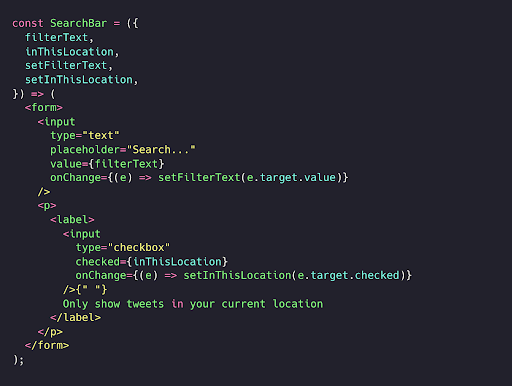 const SearchBar = ({
  filterText,
  inThisLocation,
  setFilterText,
  setInThisLocation,
}) => (
  <form>
    <input
      type="text"
      placeholder="Search..."
      value={filterText}
      onChange={(e) => setFilterText(e.target.value)}
    />
    <p>
      <label>
        <input
          type="checkbox"
          checked={inThisLocation}
          onChange={(e) => setInThisLocation(e.target.checked)}
        />{" "}
        Only show tweets in your current location
      </label>
    </p>
  </form>
);